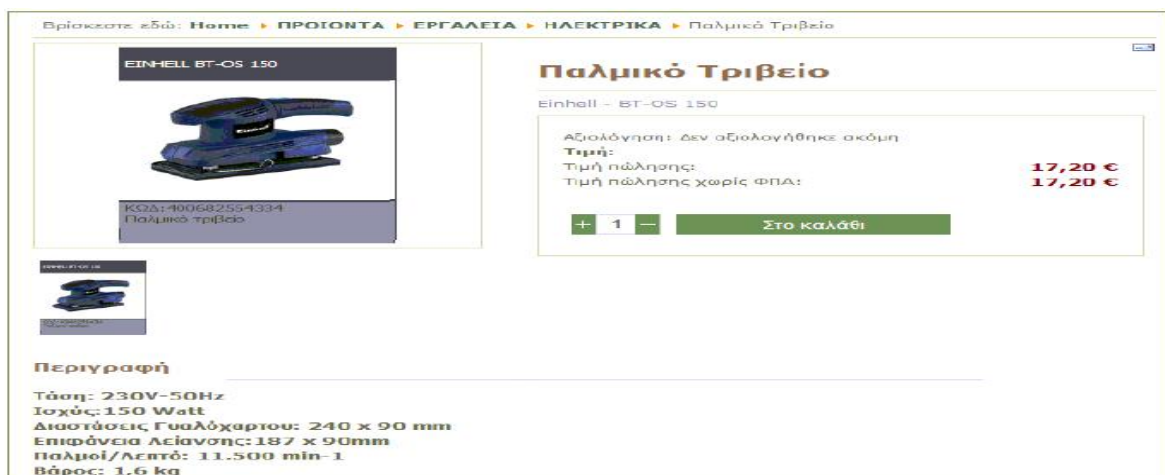 Βρίσκεστε εδώ: Home ▸ ΠΡΟΪΟΝΤΑ ▸ ΕΡΓΑΛΕΙΑ ▸ ΗΛΕΚΤΡΙΚΑ ▸ Παλμικό Τριβείο
EINHELL BT-OS 150
ΚΩΔ:400682554334
Παλμικό τριβείο
Παλμικό Τριβείο
Einhell - BT-OS 150
Αξιολόγηση: Δεν αξιολογήθηκε ακόμη
Τιμή:
Τιμή πώλησης: 17,20 €
Τιμή πώλησης χωρίς ΦΠΑ: 17,20 €
+ 1 − Στο καλάθι
Περιγραφή
Τάση: 230V-50Hz
Ισχύς:150 Watt
Διαστάσεις Γυαλόχαρτου: 240 x 90 mm
Επιφάνεια Λείανσης:187 x 90mm
Παλμοί/Λεπτό: 11.500 min-1
Βάρος: 1,6 kg